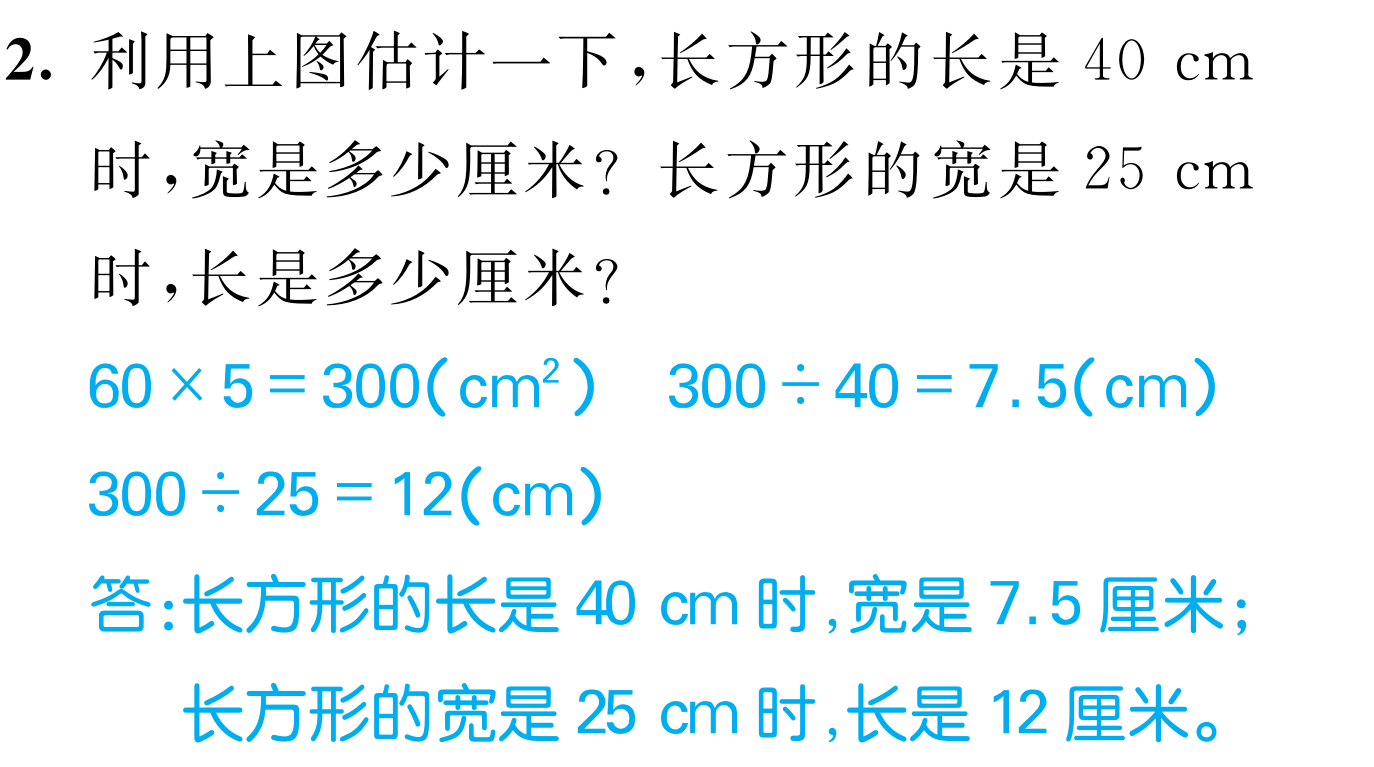 2. 利用上图估计一下,长方形的长是 40 cm
时,宽是多少厘米? 长方形的宽是 25 cm
时,长是多少厘米?
60×5=300(cm²) 300÷40=7.5(cm)
300÷25=12(cm)
答:长方形的长是 40 cm 时,宽是 7.5 厘米;
长方形的宽是 25 cm 时,长是 12 厘米。